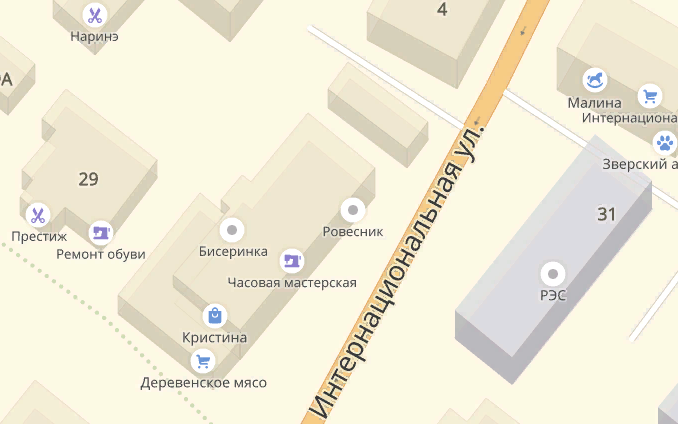 4
Наринэ
Малина
Интернациона
Зверский а
29
31
Престиж
Ремонт обуви
Бисеринка
Ровесник
Часовая мастерская
РЭС
Кристина
Деревенское мясо
Интернациональная ул.